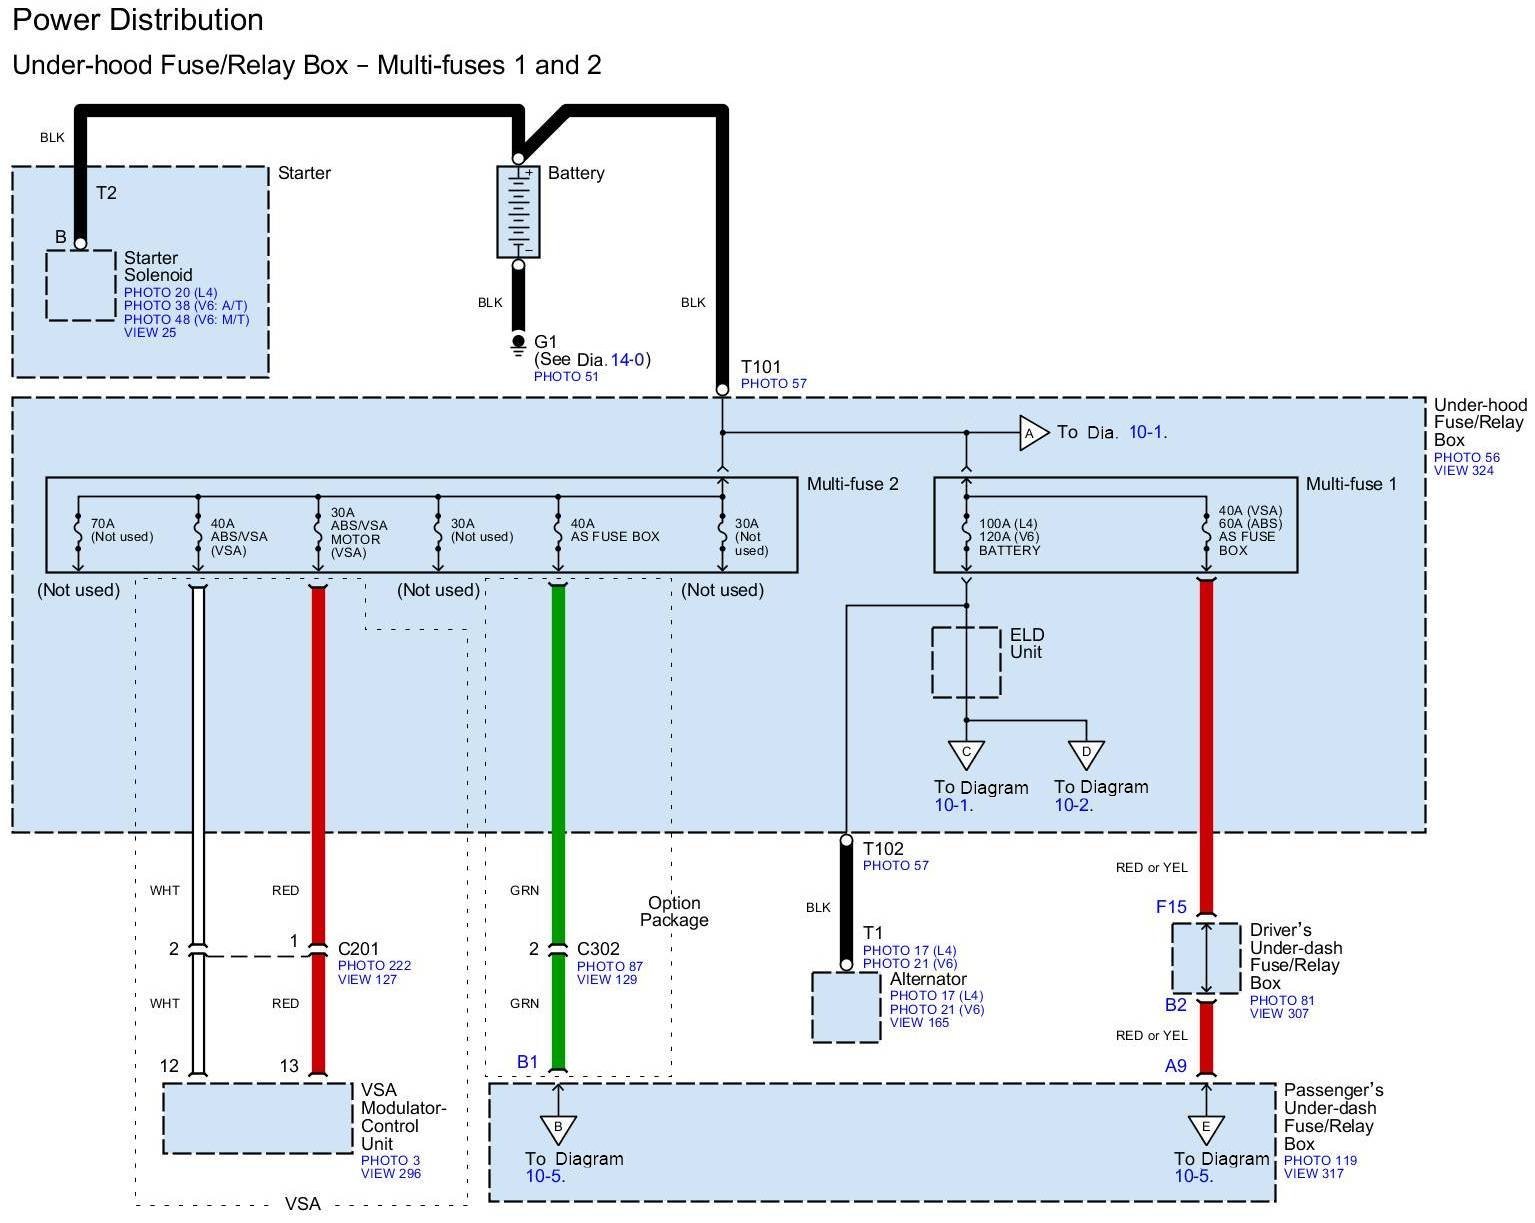 Power Distribution
Under-hood Fuse/Relay Box – Multi-fuses 1 and 2
BLK
Starter
T2
B
Starter
Solenoid
PHOTO 20 (L4)
PHOTO 38 (V6: A/T)
PHOTO 48 (V6: M/T)
VIEW 25
+
Battery
–
BLK
G1
(See Dia. 14-0)
PHOTO 51
BLK
T101
PHOTO 57
Under-hood
Fuse/Relay
Box
PHOTO 56
VIEW 324
A
To Dia. 10-1.
Multi-fuse 2
70A
(Not used)
40A
ABS/VSA
(VSA)
30A
ABS/VSA
MOTOR
(VSA)
30A
(Not used)
40A
AS FUSE BOX
30A
(Not
used)
Multi-fuse 1
100A (L4)
120A (V6)
BATTERY
40A (VSA)
60A (ABS)
AS FUSE
BOX
(Not used)
(Not used)
(Not used)
ELD
Unit
C
D
To Diagram
10-1.
To Diagram
10-2.
WHT
RED
2
1
C201
PHOTO 222
VIEW 127
WHT
RED
12
13
VSA
Modulator-
Control
Unit
PHOTO 3
VIEW 296
VSA
GRN
Option
Package
2
C302
PHOTO 87
VIEW 129
GRN
B1
T102
PHOTO 57
BLK
T1
PHOTO 17 (L4)
PHOTO 21 (V6)
Alternator
PHOTO 17 (L4)
PHOTO 21 (V6)
VIEW 165
RED or YEL
F15
Driver's
Under-dash
Fuse/Relay
Box
PHOTO 81
VIEW 307
B2
RED or YEL
A9
Passenger's
Under-dash
Fuse/Relay
Box
PHOTO 119
VIEW 317
B
To Diagram
10-5.
E
To Diagram
10-5.